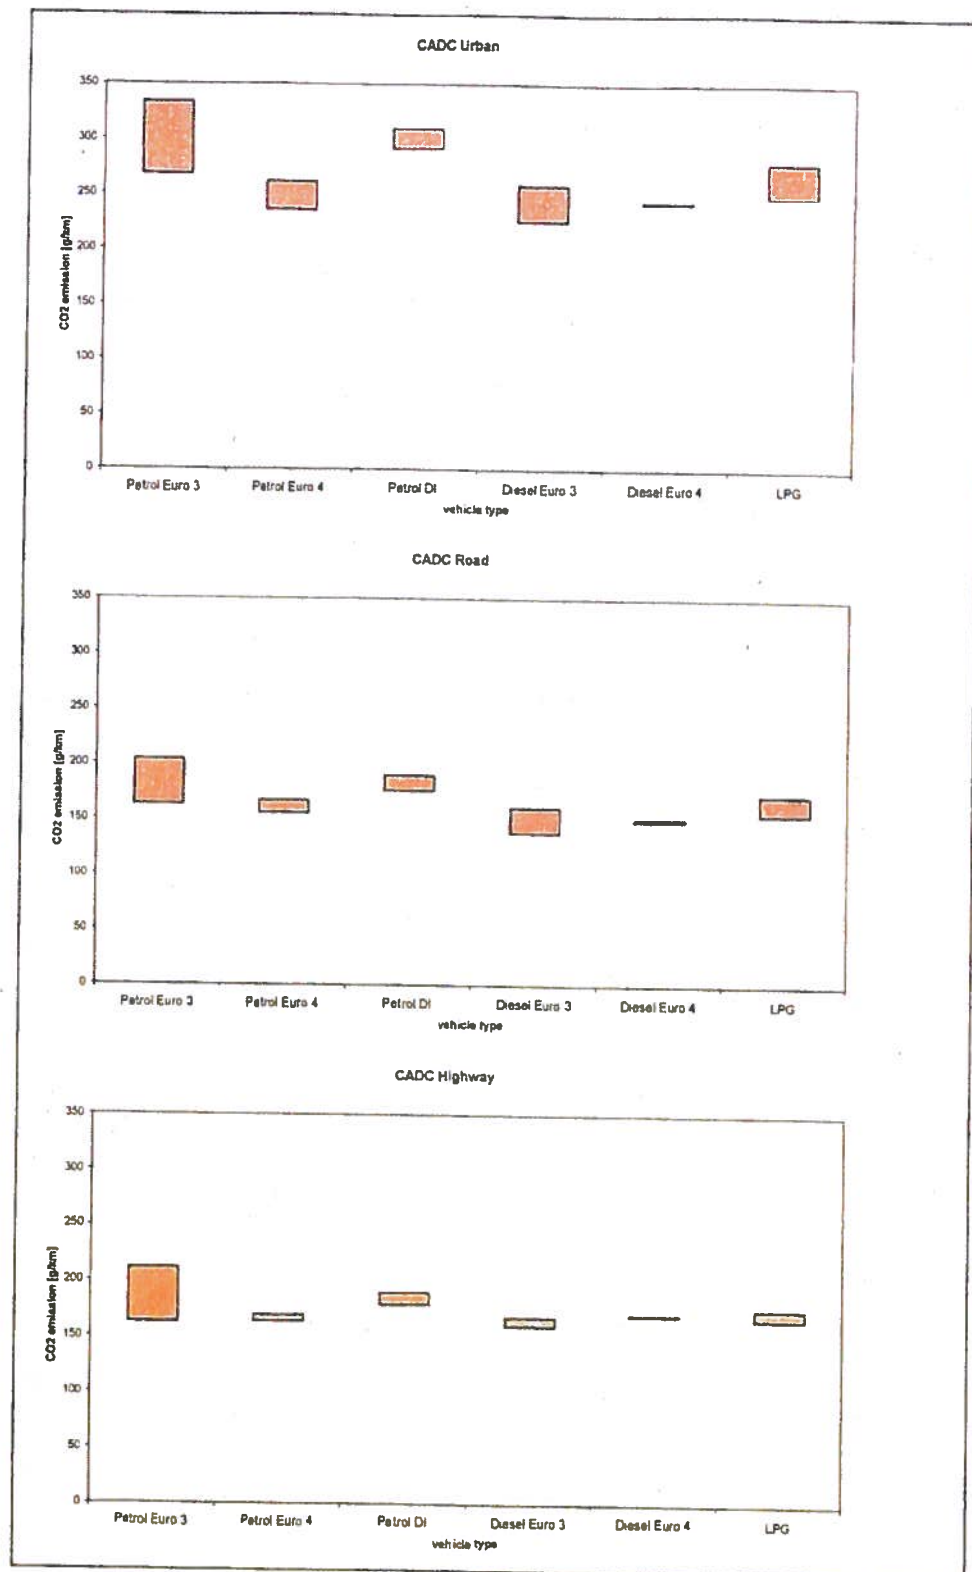 CADC Urban
350
300
250
200
150
100
50
0
CO2 emission [g/km]
Petrol Euro 3 Petrol Euro 4 Petrol DI Diesel Euro 3 Diesel Euro 4 LPG
vehicle type
CADC Road
350
300
250
200
150
100
50
0
CO2 emission [g/km]
Petrol Euro 3 Petrol Euro 4 Petrol DI Diesel Euro 3 Diesel Euro 4 LPG
vehicle type
CADC Highway
350
300
250
200
150
100
50
0
CO2 emission [g/km]
Petrol Euro 3 Petrol Euro 4 Petrol DI Diesel Euro 3 Diesel Euro 4 LPG
vehicle type